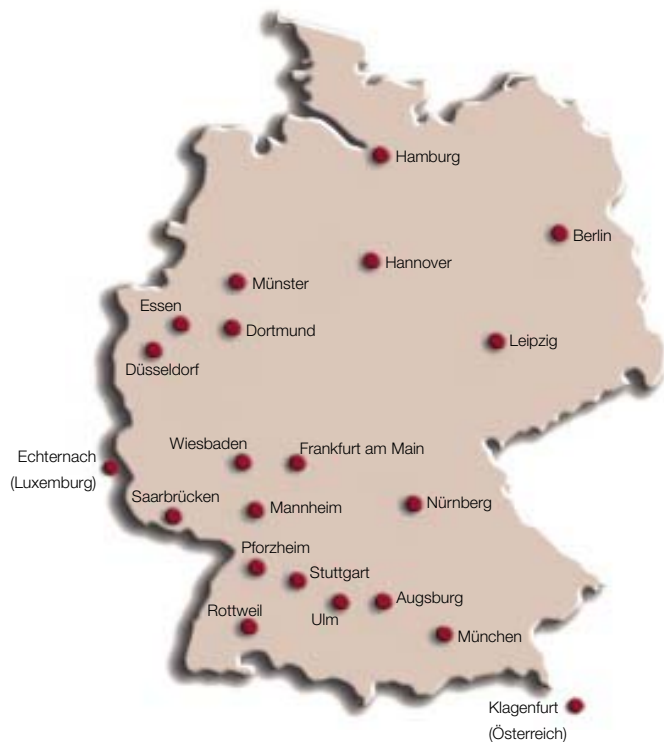 Hamburg
Berlin
Hannover
Münster
Essen
Dortmund
Leipzig
Düsseldorf
Wiesbaden
Frankfurt am Main
Echternach
(Luxemburg)
Saarbrücken
Mannheim
Nürnberg
Pforzheim
Stuttgart
Rottweil
Ulm
Augsburg
München
Klagenfurt
(Österreich)